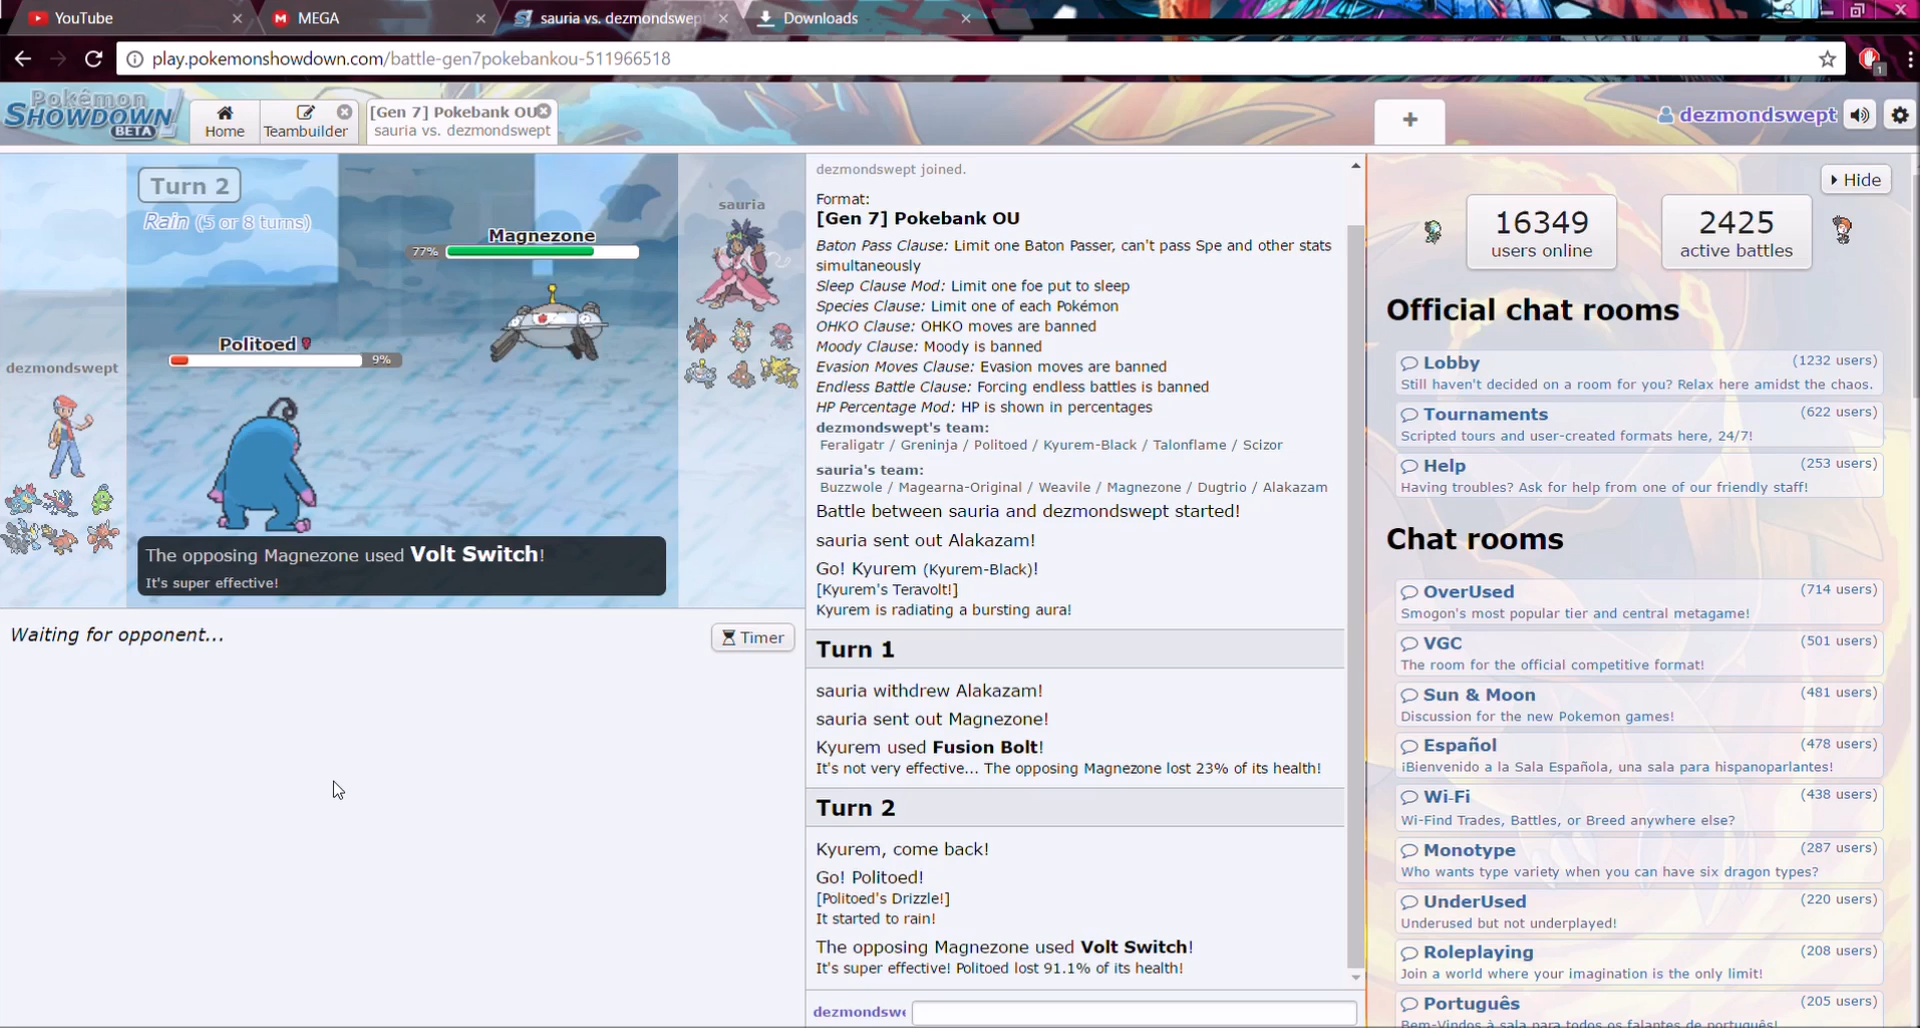 YouTube
MEGA
sauria vs. dezmondswep
Downloads
play.pokemonshowdown.com/battle-gen7pokebankou-511966518
1
Pokémon
SHOWDOWN
BETA
Home
Teambuilder
[Gen 7] Pokebank OU
sauria vs. dezmondswept
+
dezmondswept
Turn 2
Rain (5 or 8 turns)
Magnezone
77%
Politoed
9%
dezmondswept
sauria
The opposing Magnezone used Volt Switch!
It's super effective!
Waiting for opponent...
Timer
dezmondswept joined.
Format:
[Gen 7] Pokebank OU
Baton Pass Clause: Limit one Baton Passer, can't pass Spe and other stats
simultaneously
Sleep Clause Mod: Limit one foe put to sleep
Species Clause: Limit one of each Pokémon
OHKO Clause: OHKO moves are banned
Moody Clause: Moody is banned
Evasion Moves Clause: Evasion moves are banned
Endless Battle Clause: Forcing endless battles is banned
HP Percentage Mod: HP is shown in percentages
dezmondswept's team:
Feraligatr / Greninja / Politoed / Kyurem-Black / Talonflame / Scizor
sauria's team:
Buzzwole / Magearna-Original / Weavile / Magnezone / Dugtrio / Alakazam
Battle between sauria and dezmondswept started!
sauria sent out Alakazam!
Go! Kyurem (Kyurem-Black)!
[Kyurem's Teravolt!]
Kyurem is radiating a bursting aura!
Turn 1
sauria withdrew Alakazam!
sauria sent out Magnezone!
Kyurem used Fusion Bolt!
It's not very effective... The opposing Magnezone lost 23% of its health!
Turn 2
Kyurem, come back!
Go! Politoed!
[Politoed's Drizzle!]
It started to rain!
The opposing Magnezone used Volt Switch!
It's super effective! Politoed lost 91.1% of its health!
dezmondswe
Hide
16349
users online
2425
active battles
Official chat rooms
Lobby
(1232 users)
Still haven't decided on a room for you? Relax here amidst the chaos.
Tournaments
(622 users)
Scripted tours and user-created formats here, 24/7!
Help
(253 users)
Having troubles? Ask for help from one of our friendly staff!
Chat rooms
OverUsed
(714 users)
Smogon's most popular tier and central metagame!
VGC
(501 users)
The room for the official competitive format!
Sun & Moon
(481 users)
Discussion for the new Pokemon games!
Español
(478 users)
¡Bienvenido a la Sala Española, una sala para hispanoparlantes!
Wi-Fi
(438 users)
Wi-Find Trades, Battles, or Breed anywhere else?
Monotype
(287 users)
Who wants type variety when you can have six dragon types?
UnderUsed
(220 users)
Underused but not underplayed!
Roleplaying
(208 users)
Join a world where your imagination is the only limit!
Português
(205 users)
Bem-Vindos à sala para todos os falantes de português!